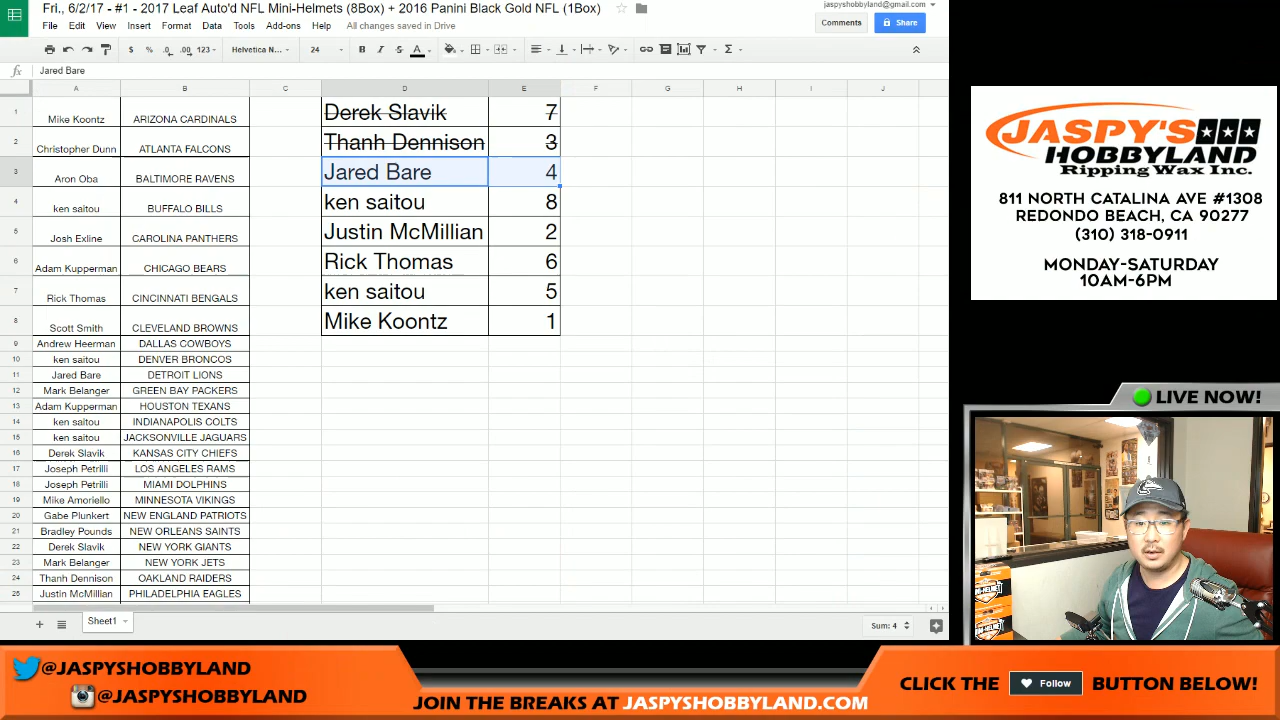 Fri., 6/2/17 - #1 - 2017 Leaf Auto'd NFL Mini-Helmets (8Box) + 2016 Panini Black Gold NFL (1Box)
jaspyshobbyland@gmail.com
File Edit View Insert Format Data Tools Add-ons Help All changes saved in Drive
Comments Share
$ % .0 .00 123 Helvetica N... 24 B I S A
fx Jared Bare
A B C D E F G H I J
1 Mike Koontz ARIZONA CARDINALS Derek Slavik 7
2 Christopher Dunn ATLANTA FALCONS Thanh Dennison 3
3 Aron Oba BALTIMORE RAVENS Jared Bare 4
4 ken saitou BUFFALO BILLS ken saitou 8
5 Josh Exline CAROLINA PANTHERS Justin McMillian 2
6 Adam Kupperman CHICAGO BEARS Rick Thomas 6
7 Rick Thomas CINCINNATI BENGALS ken saitou 5
8 Scott Smith CLEVELAND BROWNS Mike Koontz 1
9 Andrew Heerman DALLAS COWBOYS
10 ken saitou DENVER BRONCOS
11 Jared Bare DETROIT LIONS
12 Mark Belanger GREEN BAY PACKERS
13 Adam Kupperman HOUSTON TEXANS
14 ken saitou INDIANAPOLIS COLTS
15 ken saitou JACKSONVILLE JAGUARS
16 Derek Slavik KANSAS CITY CHIEFS
17 Joseph Petrilli LOS ANGELES RAMS
18 Joseph Petrilli MIAMI DOLPHINS
19 Mike Amoriello MINNESOTA VIKINGS
20 Gabe Plunkert NEW ENGLAND PATRIOTS
21 Bradley Pounds NEW ORLEANS SAINTS
22 Derek Slavik NEW YORK GIANTS
23 Mark Belanger NEW YORK JETS
24 Thanh Dennison OAKLAND RAIDERS
25 Justin McMillian PHILADELPHIA EAGLES
Sheet1
Sum: 4
JASPY'S
HOBBYLAND
Ripping Wax Inc.
811 NORTH CATALINA AVE #1308
REDONDO BEACH, CA 90277
(310) 318-0911
MONDAY-SATURDAY
10AM-6PM
LIVE NOW!
@JASPYSHOBBYLAND
@JASPYSHOBBYLAND
JOIN THE BREAKS AT JASPYSHOBBYLAND.COM
CLICK THE Follow BUTTON BELOW!